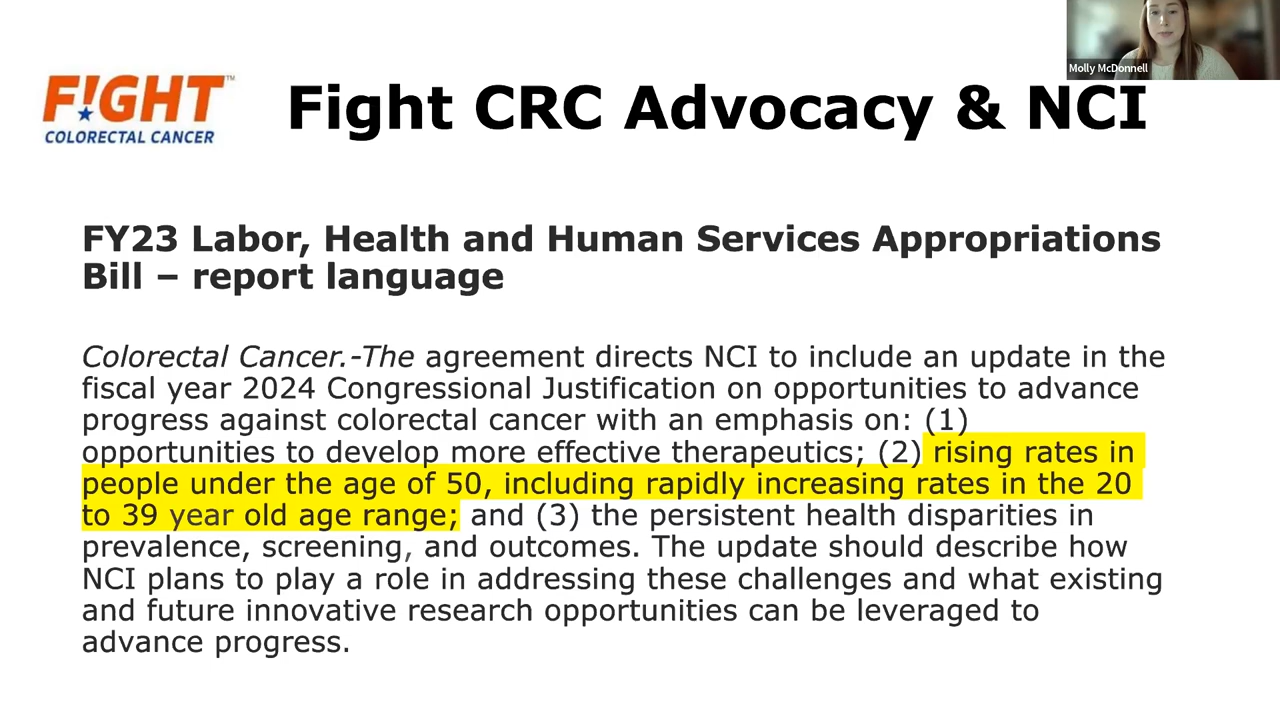 Molly McDonnell
F!GHT™
COLORECTAL CANCER
Fight CRC Advocacy & NCI
FY23 Labor, Health and Human Services Appropriations
Bill – report language
Colorectal Cancer.-The agreement directs NCI to include an update in the
fiscal year 2024 Congressional Justification on opportunities to advance
progress against colorectal cancer with an emphasis on: (1)
opportunities to develop more effective therapeutics; (2) rising rates in
people under the age of 50, including rapidly increasing rates in the 20
to 39 year old age range; and (3) the persistent health disparities in
prevalence, screening, and outcomes. The update should describe how
NCI plans to play a role in addressing these challenges and what existing
and future innovative research opportunities can be leveraged to
advance progress.